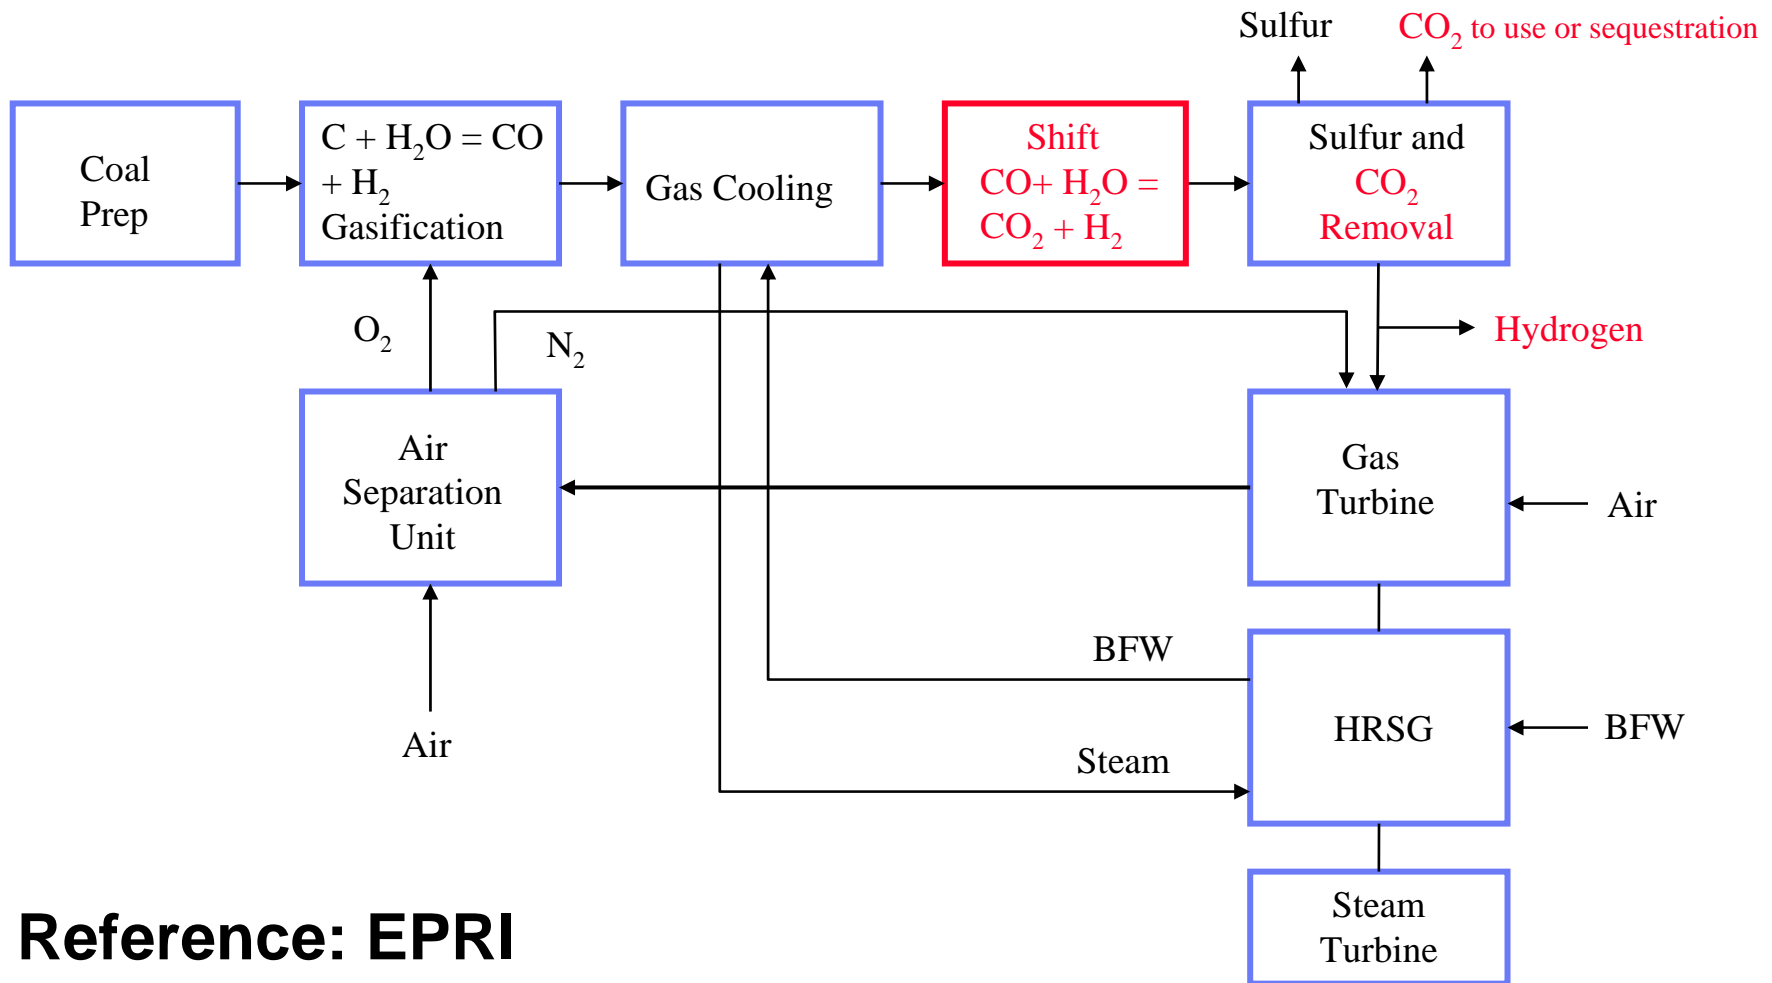 Sulfur
CO2 to use or sequestration
Coal
Prep
C + H2O = CO
+ H2
Gasification
Gas Cooling
Shift
CO+ H2O =
CO2 + H2
Sulfur and
CO2
Removal
O2
N2
Hydrogen
Air
Separation
Unit
Gas
Turbine
Air
BFW
HRSG
BFW
Air
Steam
Steam
Turbine
Reference: EPRI